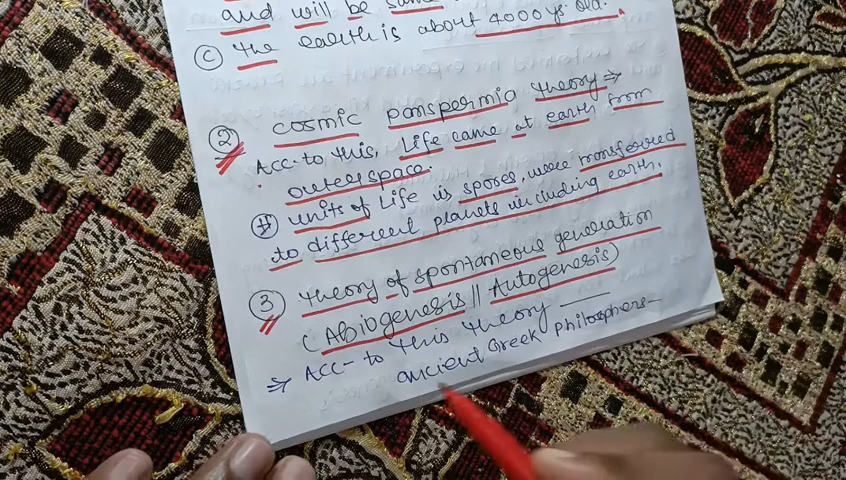 and will be same
(C) The earth is about 4000 yr old.
(2) cosmic panspermia theory ⇒
Acc. to this, Life came at earth from
outer space.
(#) units of Life is spores, were transferred
to different planets including earth.
(3) Theory of spontaneous generation
(Abiogenesis || Autogenesis)
⇒ Acc- to This theory ——
ancient Greek Philosphers-